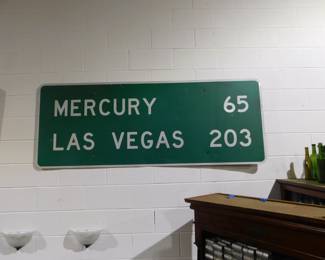 MERCURY 65
LAS VEGAS 203